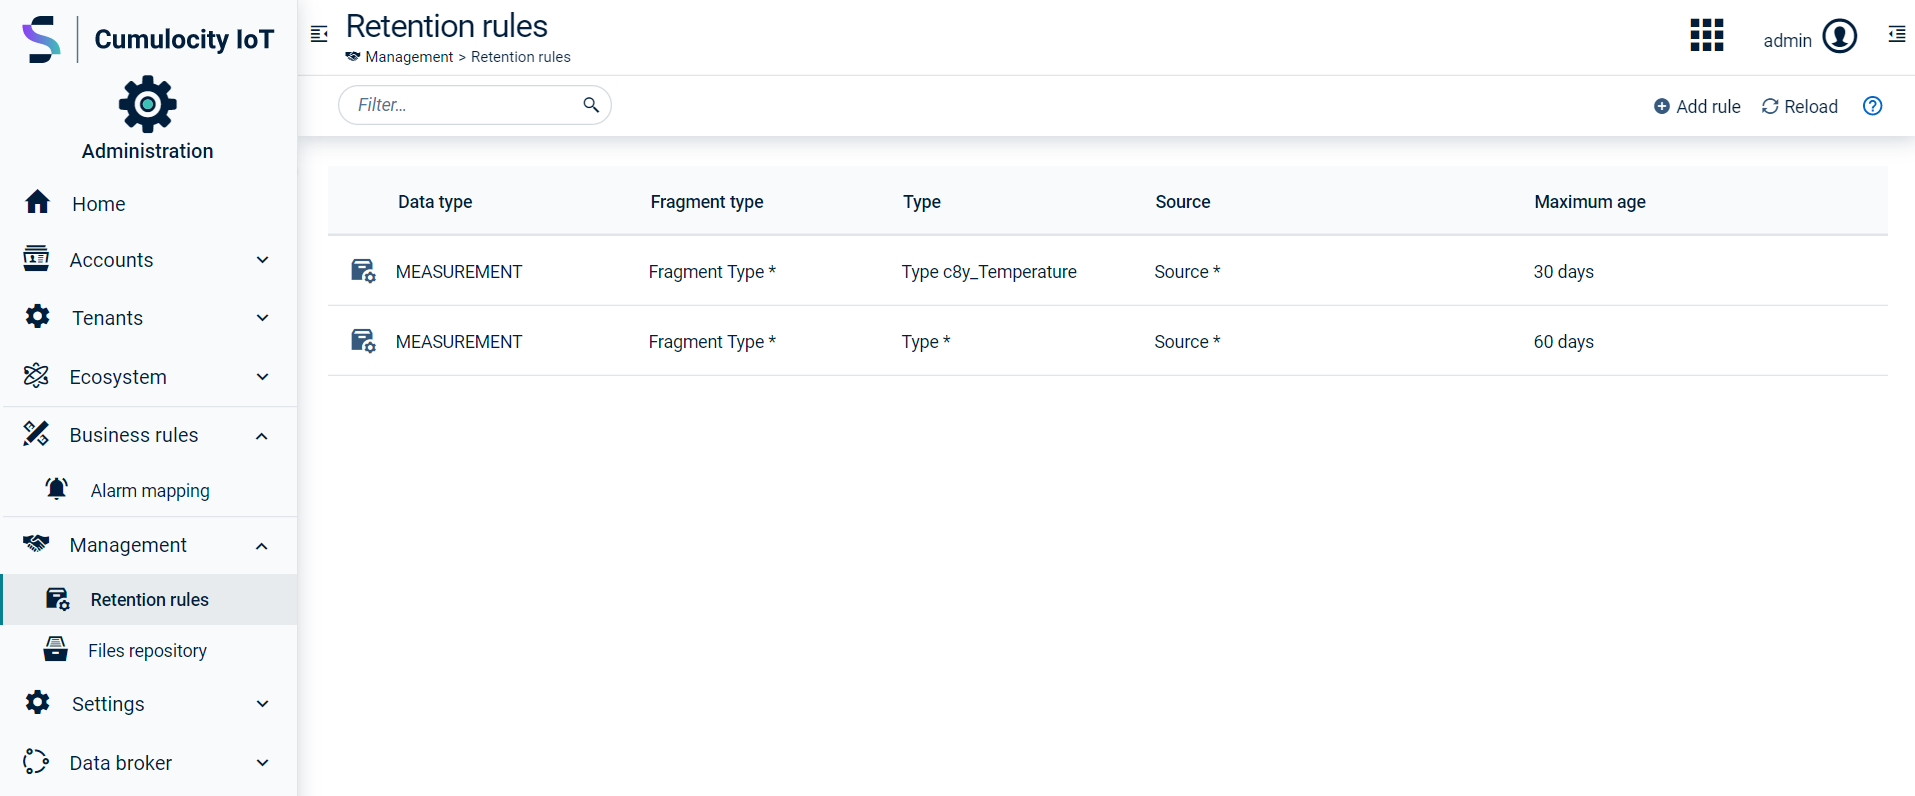 Cumulocity IoT
Administration
Home
Accounts
Tenants
Ecosystem
Business rules
Alarm mapping
Management
Retention rules
Files repository
Settings
Data broker
Retention rules
Management > Retention rules
admin
Filter...
Add rule
Reload
Data type Fragment type Type Source Maximum age
MEASUREMENT Fragment Type * Type c8y_Temperature Source * 30 days
MEASUREMENT Fragment Type * Type * Source * 60 days